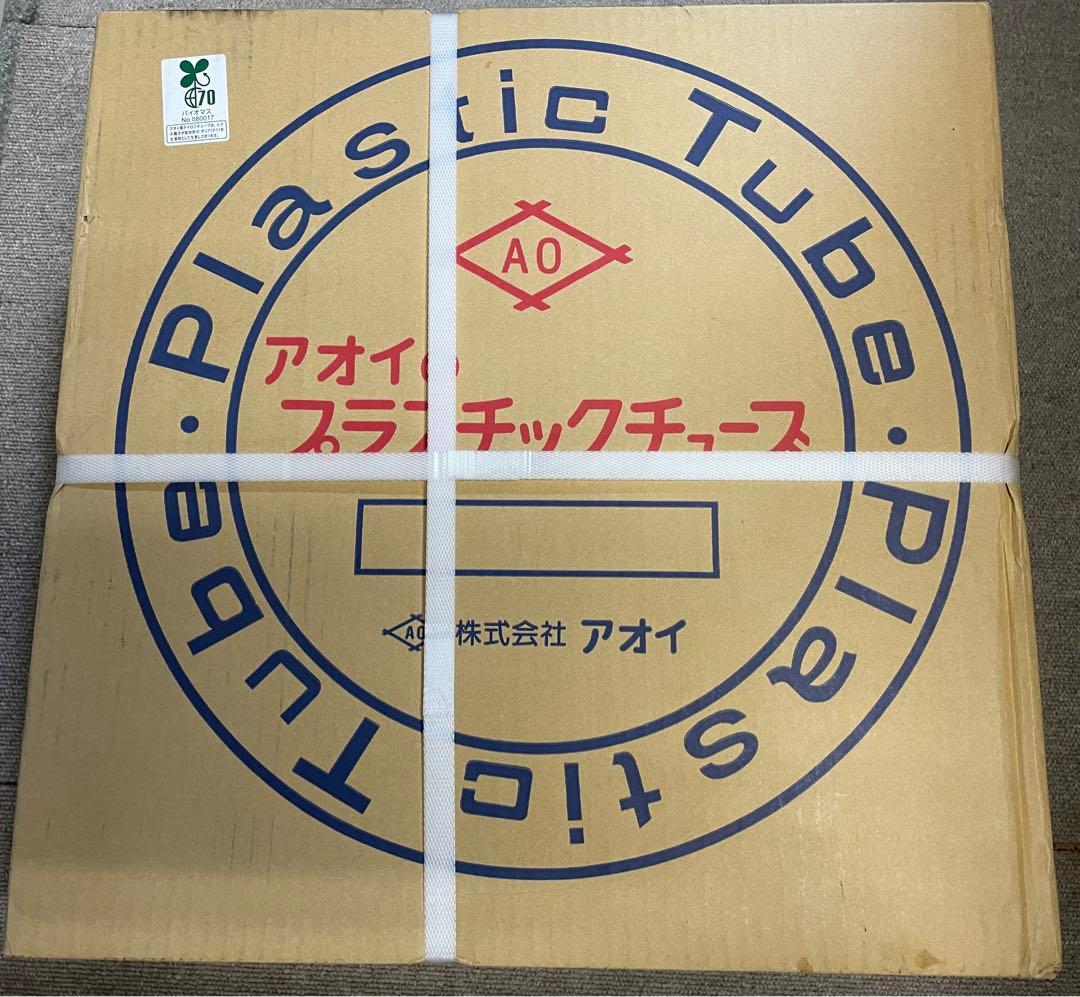 70
バイオマス
No.080017
Plastic Tube・Plastic Tube・
AO
アオイの
プラスチックチューブ
AO 株式会社 アオイ